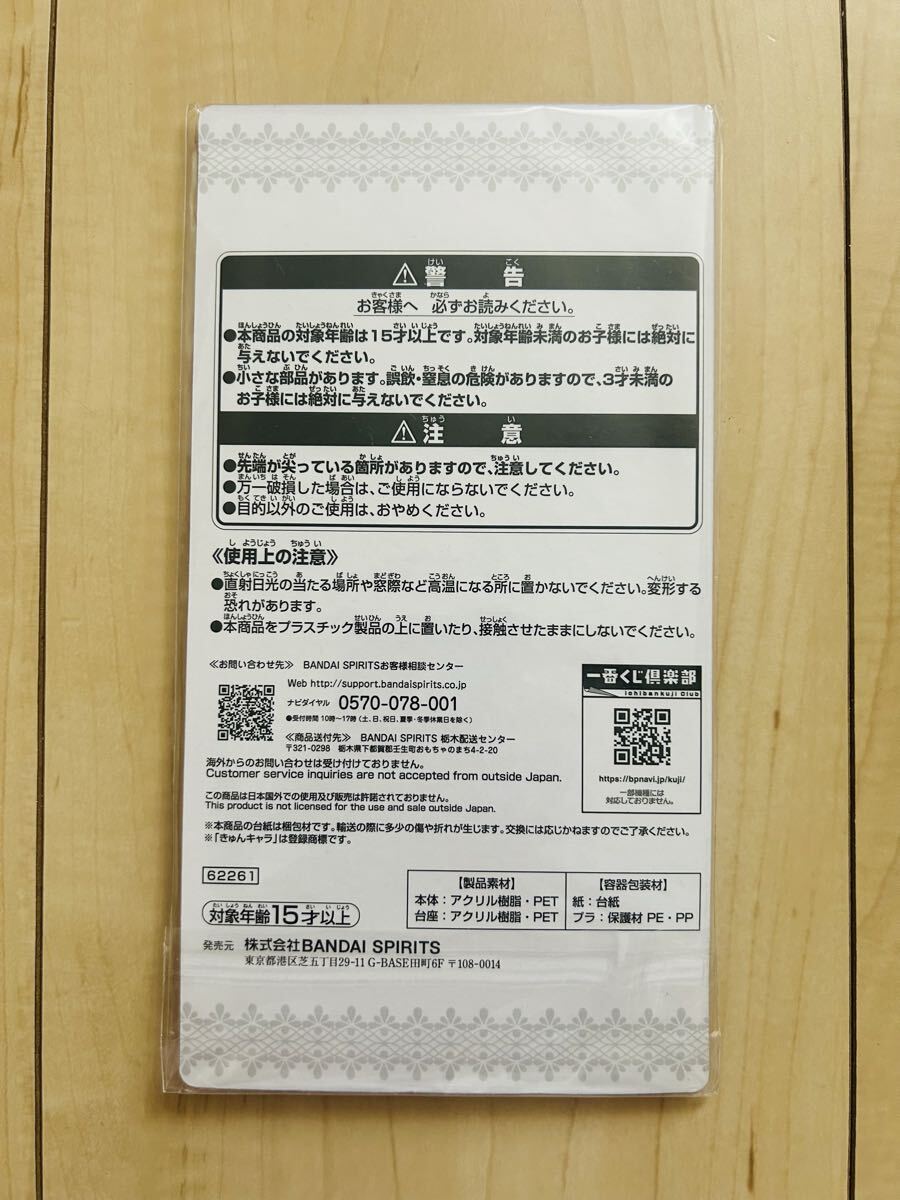 ⚠警告
お客様へ 必ずお読みください。
●本商品の対象年齢は15才以上です。対象年齢未満のお子様には絶対に
与えないでください。
●小さな部品があります。誤飲・窒息の危険がありますので、3才未満の
お子様には絶対に与えないでください。
⚠注意
●先端が尖っている箇所がありますので、注意してください。
●万一破損した場合は、ご使用にならないでください。
●目的以外のご使用は、おやめください。
《使用上の注意》
●直射日光の当たる場所や窓際など高温になる所に置かないでください。変形する
恐れがあります。
●本商品をプラスチック製品の上に置いたり、接触させたままにしないでください。
≪お問い合わせ先≫ BANDAI SPIRITSお客様相談センター
Web http://support.bandaispirits.co.jp
ナビダイヤル 0570-078-001
●受付時間 10時〜17時(土、日、祝日、夏季・冬季休業日を除く)
≪商品送付先≫ BANDAI SPIRITS 栃木配送センター
〒321-0298 栃木県下都賀郡壬生町おもちゃのまち4-2-20
海外からのお問い合わせは受け付けておりません。
Customer service inquiries are not accepted from outside Japan.
一番くじ倶楽部
ichibankuji Club
https://bpnavi.jp/kuji/
一部機種には
対応しておりません。
この商品は日本国外での使用及び販売は許諾されておりません。
This product is not licensed for the use and sale outside Japan.
※本商品の台紙は梱包材です。輸送の際に多少の傷や折れが生じます。交換には応じかねますのでご了承ください。
※「きゅんキャラ」は登録商標です。
62261
対象年齢15才以上
【製品素材】
本体:アクリル樹脂・PET
台座:アクリル樹脂・PET
【容器包装材】
紙:台紙
プラ:保護材 PE・PP
発売元 株式会社BANDAI SPIRITS
東京都港区芝五丁目29-11 G-BASE田町6F 〒108-0014